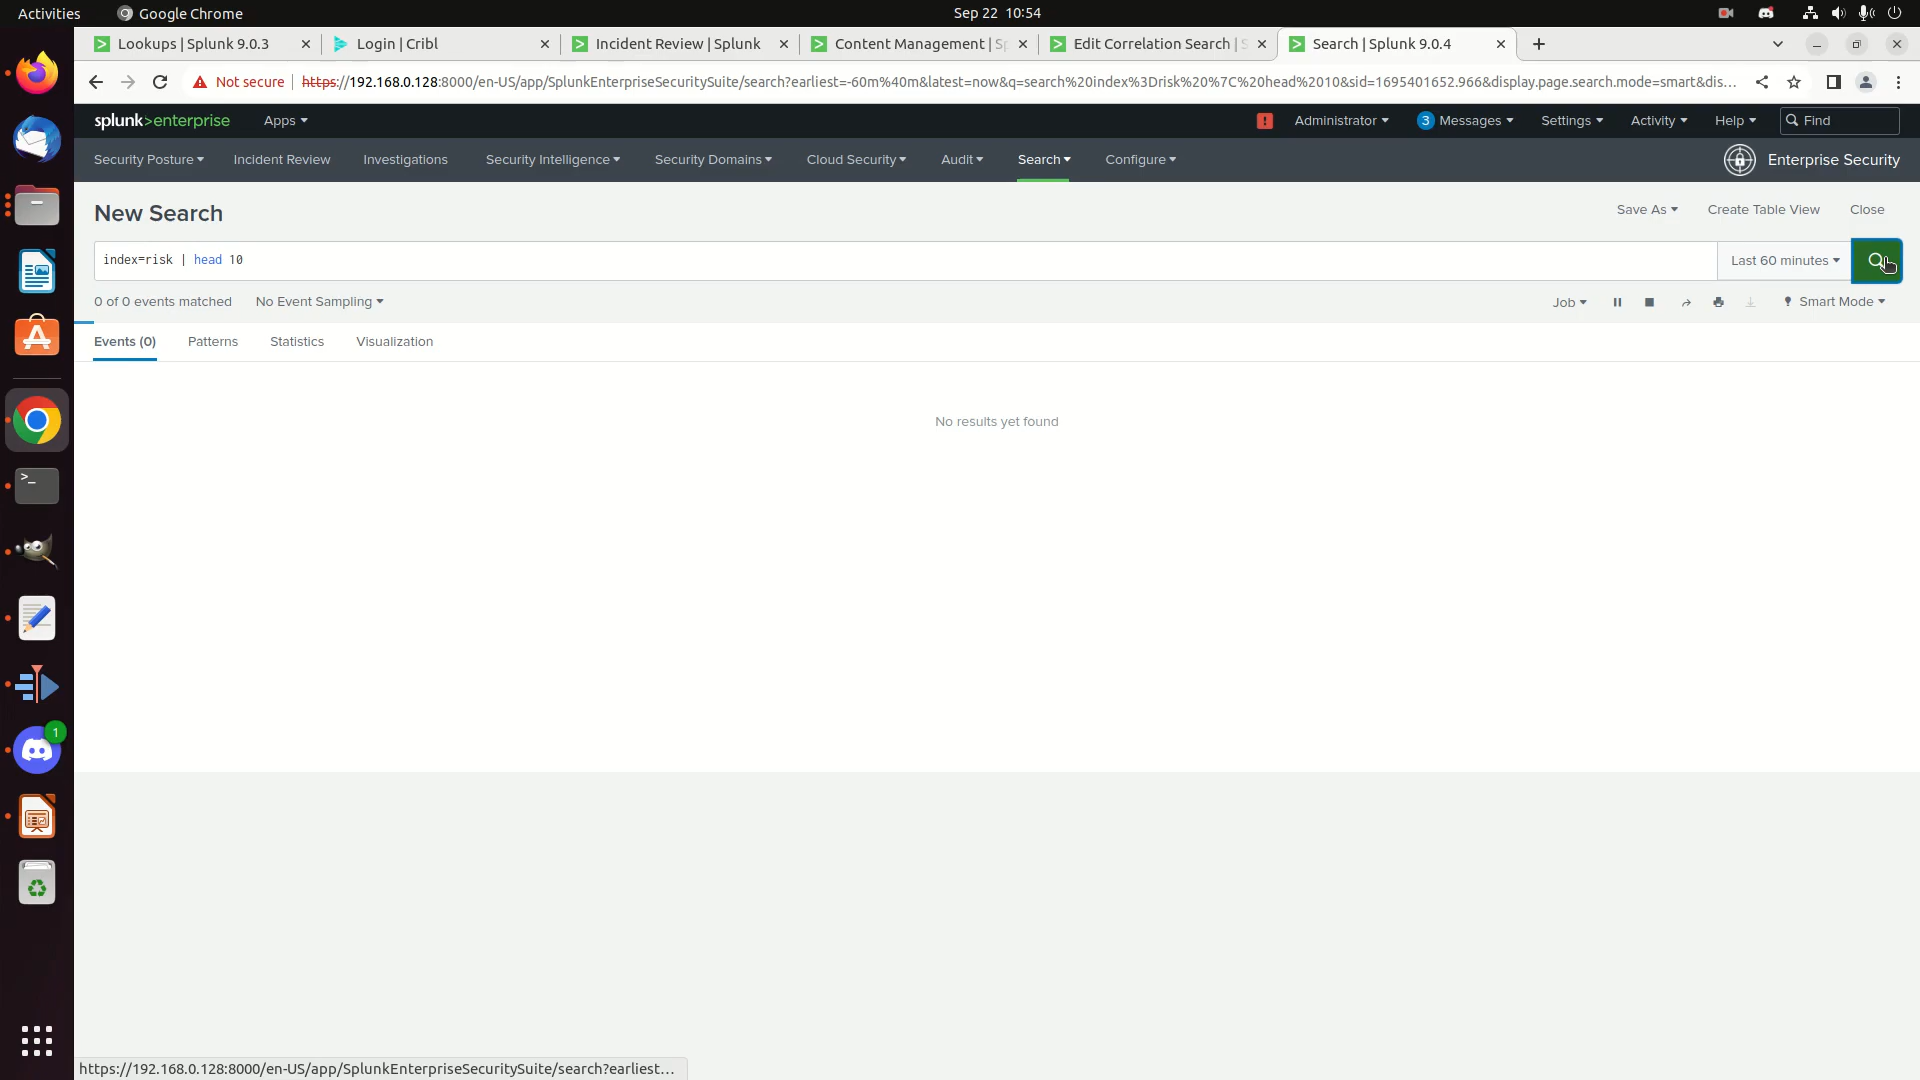 Activities
Google Chrome
Sep 22 10:54
Lookups | Splunk 9.0.3
Login | Cribl
Incident Review | Splunk
Content Management | Sp
Edit Correlation Search | S
Search | Splunk 9.0.4
Not secure
https://192.168.0.128:8000/en-US/app/SplunkEnterpriseSecuritySuite/search?earliest=-60m%40m&latest=now&q=search%20index%3Drisk%20%7C%20head%2010&sid=1695401652.966&display.page.search.mode=smart&dis...
splunk>enterprise
Apps
!
Administrator
3 Messages
Settings
Activity
Help
Find
Security Posture
Incident Review
Investigations
Security Intelligence
Security Domains
Cloud Security
Audit
Search
Configure
Enterprise Security
New Search
Save As
Create Table View
Close
index=risk | head 10
Last 60 minutes
0 of 0 events matched
No Event Sampling
Job
Smart Mode
Events (0)
Patterns
Statistics
Visualization
No results yet found
1
https://192.168.0.128:8000/en-US/app/SplunkEnterpriseSecuritySuite/search?earliest...